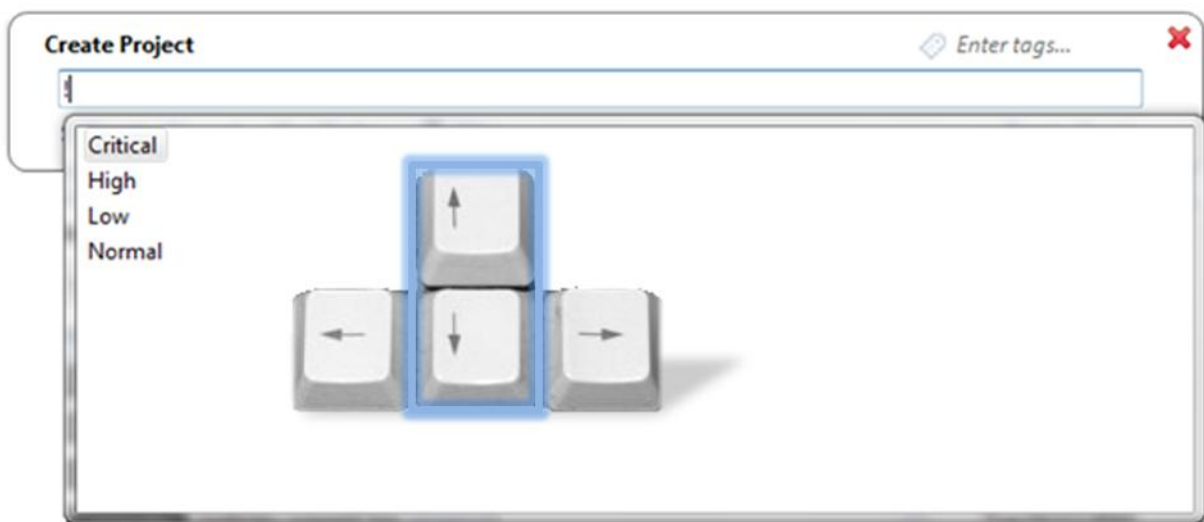 Create Project
Enter tags...
Critical
High
Low
Normal